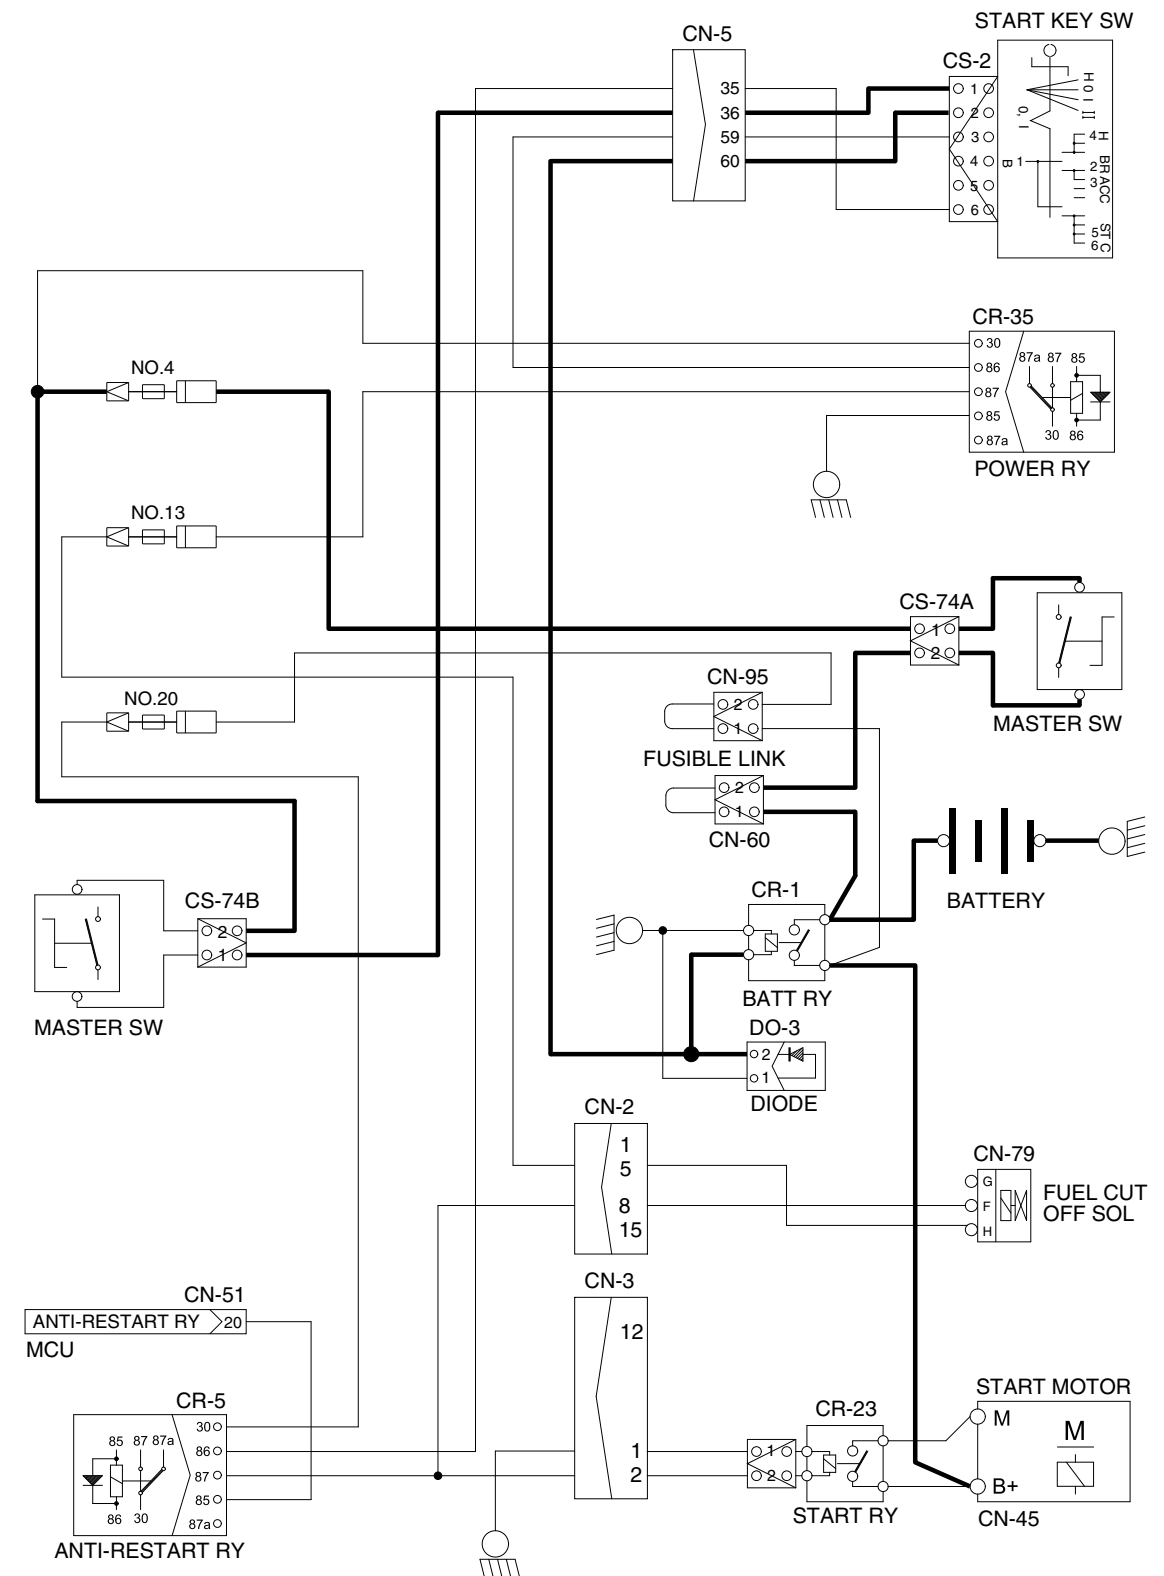 START KEY SW
CN-5
CS-2
35
36
59
60
1
2
3
4
5
6
H 0 I II
0, I
B 1
4 H
BR
2
ACC
3
ST
5
C
6
CR-35
30
86
87
85
87a
87a 87 85
30 86
POWER RY
NO.4
NO.13
NO.20
CS-74A
1
2
MASTER SW
CN-95
2
1
FUSIBLE LINK
2
1
CN-60
BATTERY
CS-74B
2
1
MASTER SW
CR-1
BATT RY
DO-3
2
1
DIODE
CN-2
1
5
8
15
CN-79
G
F
H
FUEL CUT
OFF SOL
CN-3
12
1
2
CN-51
ANTI-RESTART RY 20
MCU
CR-5
30
86
87
85
87a
85 87 87a
86 30
ANTI-RESTART RY
CR-23
1
2
START RY
START MOTOR
M
M
B+
CN-45